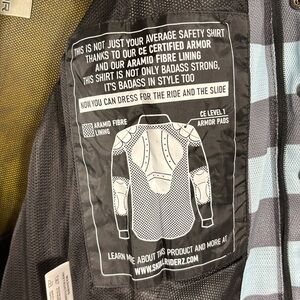 THIS IS NOT JUST YOUR AVERAGE SAFETY SHIRT
THANKS TO OUR CE CERTIFIED ARMOR
AND OUR ARAMID FIBRE LINING
THIS SHIRT IS NOT ONLY BADASS STRONG,
IT'S BADASS IN STYLE TOO
NOW YOU CAN DRESS FOR THE RIDE AND THE SLIDE
ARAMID FIBRE
LINING
CE LEVEL 1
ARMOR PADS
LEARN MORE ABOUT THIS PRODUCT AND MORE AT